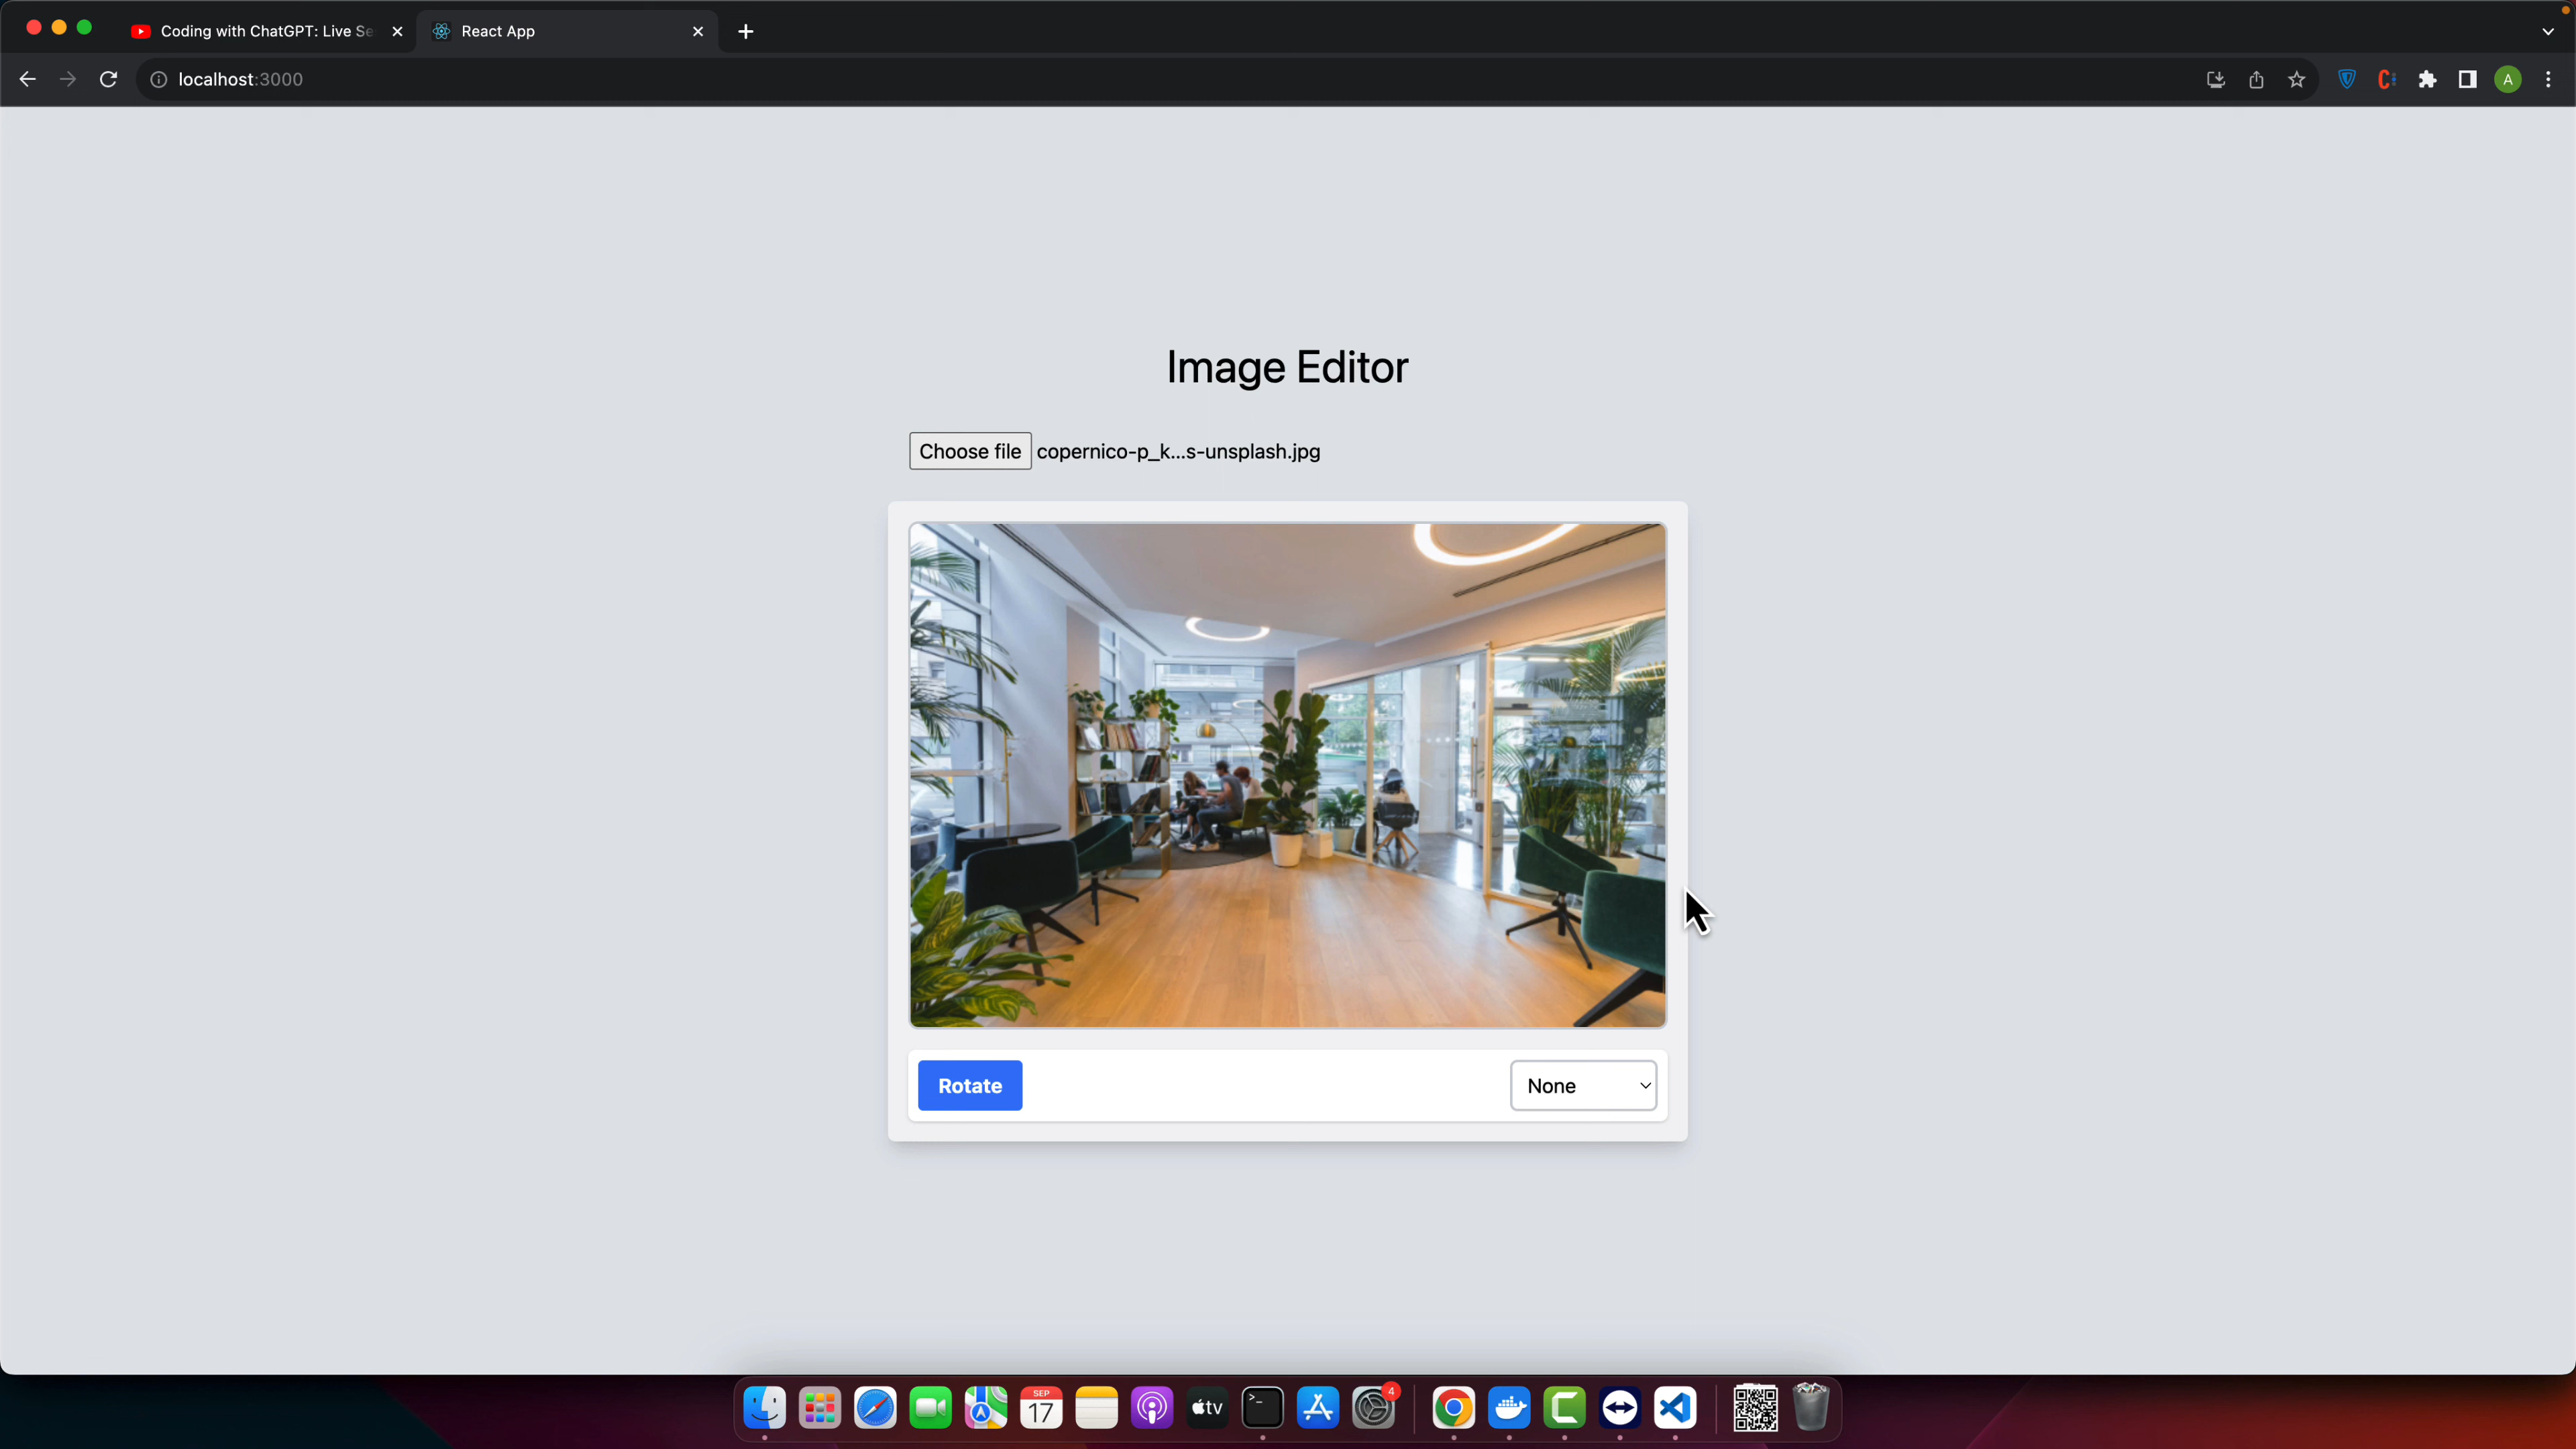 Coding with ChatGPT: Live Se
React App
localhost:3000
A
Image Editor
Choose file copernico-p_k...s-unsplash.jpg
Rotate
None
SEP
17
tv
4